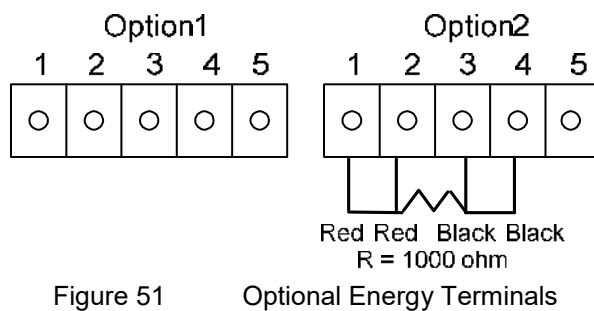 Option1 Option2
1 2 3 4 5 1 2 3 4 5
Red Red Black Black
R = 1000 ohm
Figure 51 Optional Energy Terminals